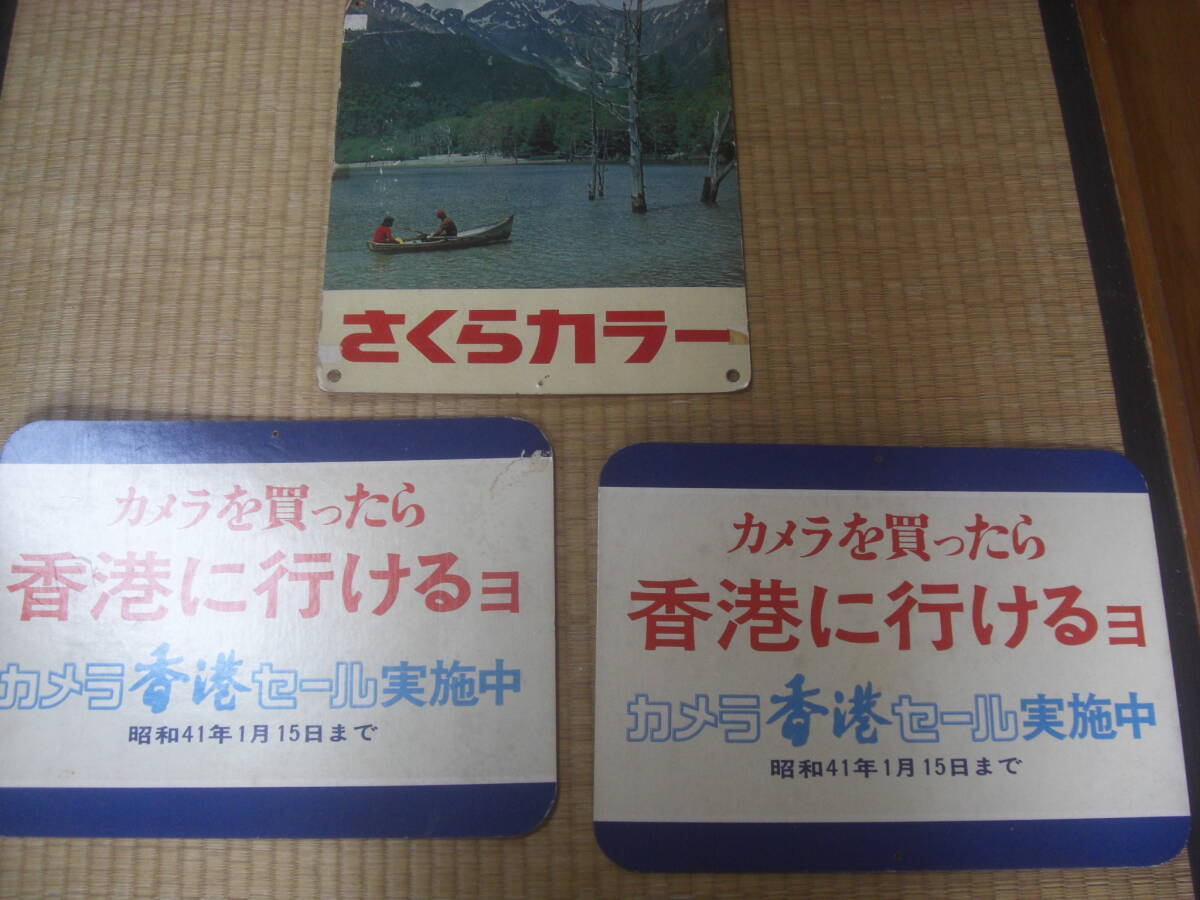 さくらカラー
カメラを買ったら
香港に行けるヨ
カメラ香港セール実施中
昭和41年1月15日まで
カメラを買ったら
香港に行けるヨ
カメラ香港セール実施中
昭和41年1月15日まで